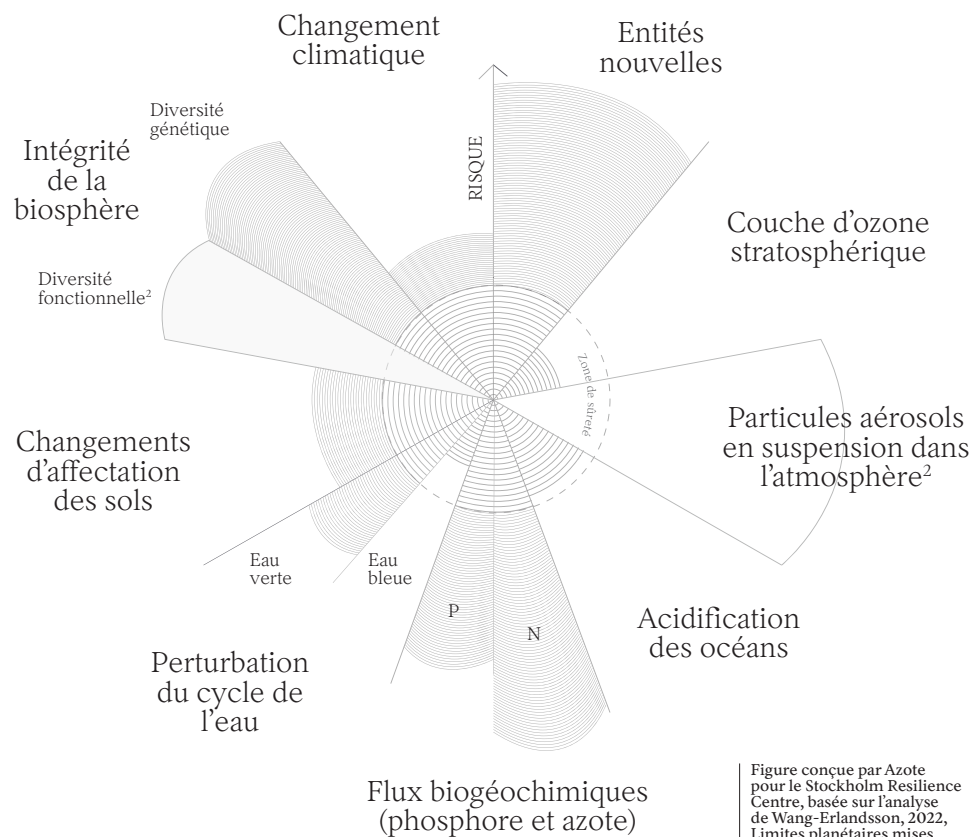 Changement
climatique
Entités
nouvelles
Diversité
génétique
Intégrité
de la
biosphère
RISQUE
Couche d'ozone
stratosphérique
Diversité
fonctionnelle²
Zone de sûreté
Particules aérosols
en suspension dans
l'atmosphère²
Changements
d'affectation
des sols
Eau
verte
Eau
bleue
P
N
Acidification
des océans
Perturbation
du cycle de
l'eau
Flux biogéochimiques
(phosphore et azote)
Figure conçue par Azote
pour le Stockholm Resilience
Centre, basée sur l'analyse
de Wang-Erlandsson, 2022,
Limites planétaires mises